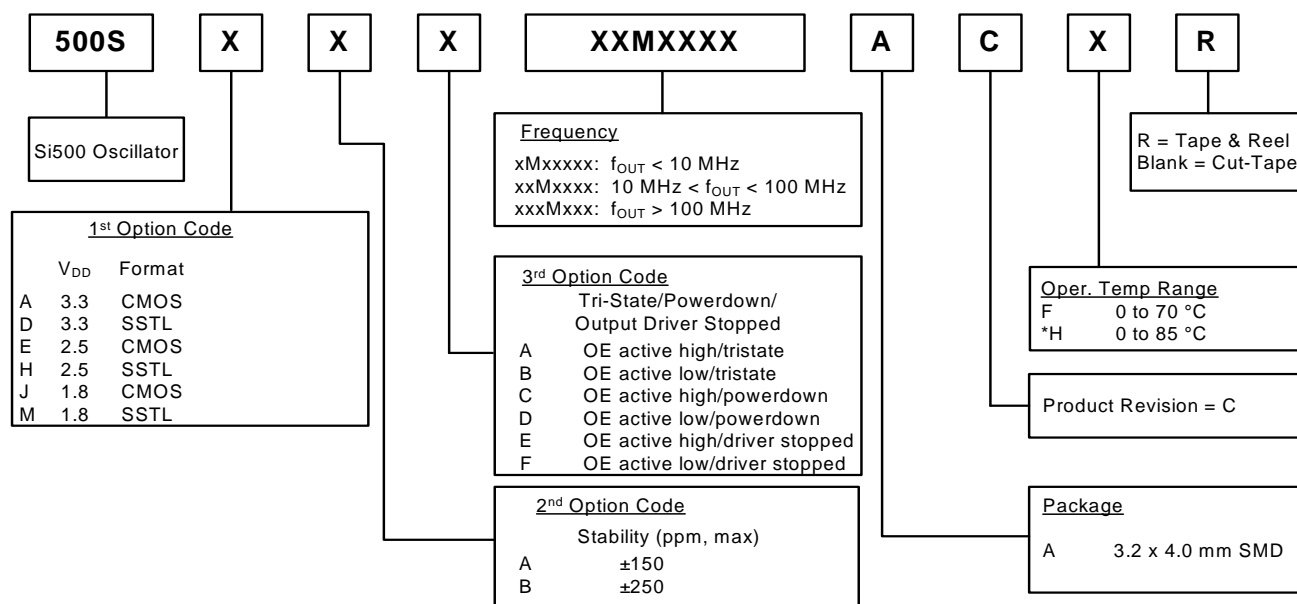 500S X X X XXMXXXX A C X R
Si500 Oscillator
Frequency
xMxxxxx: fOUT < 10 MHz
xxMxxxx: 10 MHz < fOUT < 100 MHz
xxxMxxx: fOUT > 100 MHz
R = Tape & Reel
Blank = Cut-Tape
1st Option Code
VDD Format
A 3.3 CMOS
D 3.3 SSTL
E 2.5 CMOS
H 2.5 SSTL
J 1.8 CMOS
M 1.8 SSTL
3rd Option Code
Tri-State/Powerdown/
Output Driver Stopped
A OE active high/tristate
B OE active low/tristate
C OE active high/powerdown
D OE active low/powerdown
E OE active high/driver stopped
F OE active low/driver stopped
Oper. Temp Range
F 0 to 70 °C
*H 0 to 85 °C
Product Revision = C
2nd Option Code
Stability (ppm, max)
A ±150
B ±250
Package
A 3.2 x 4.0 mm SMD